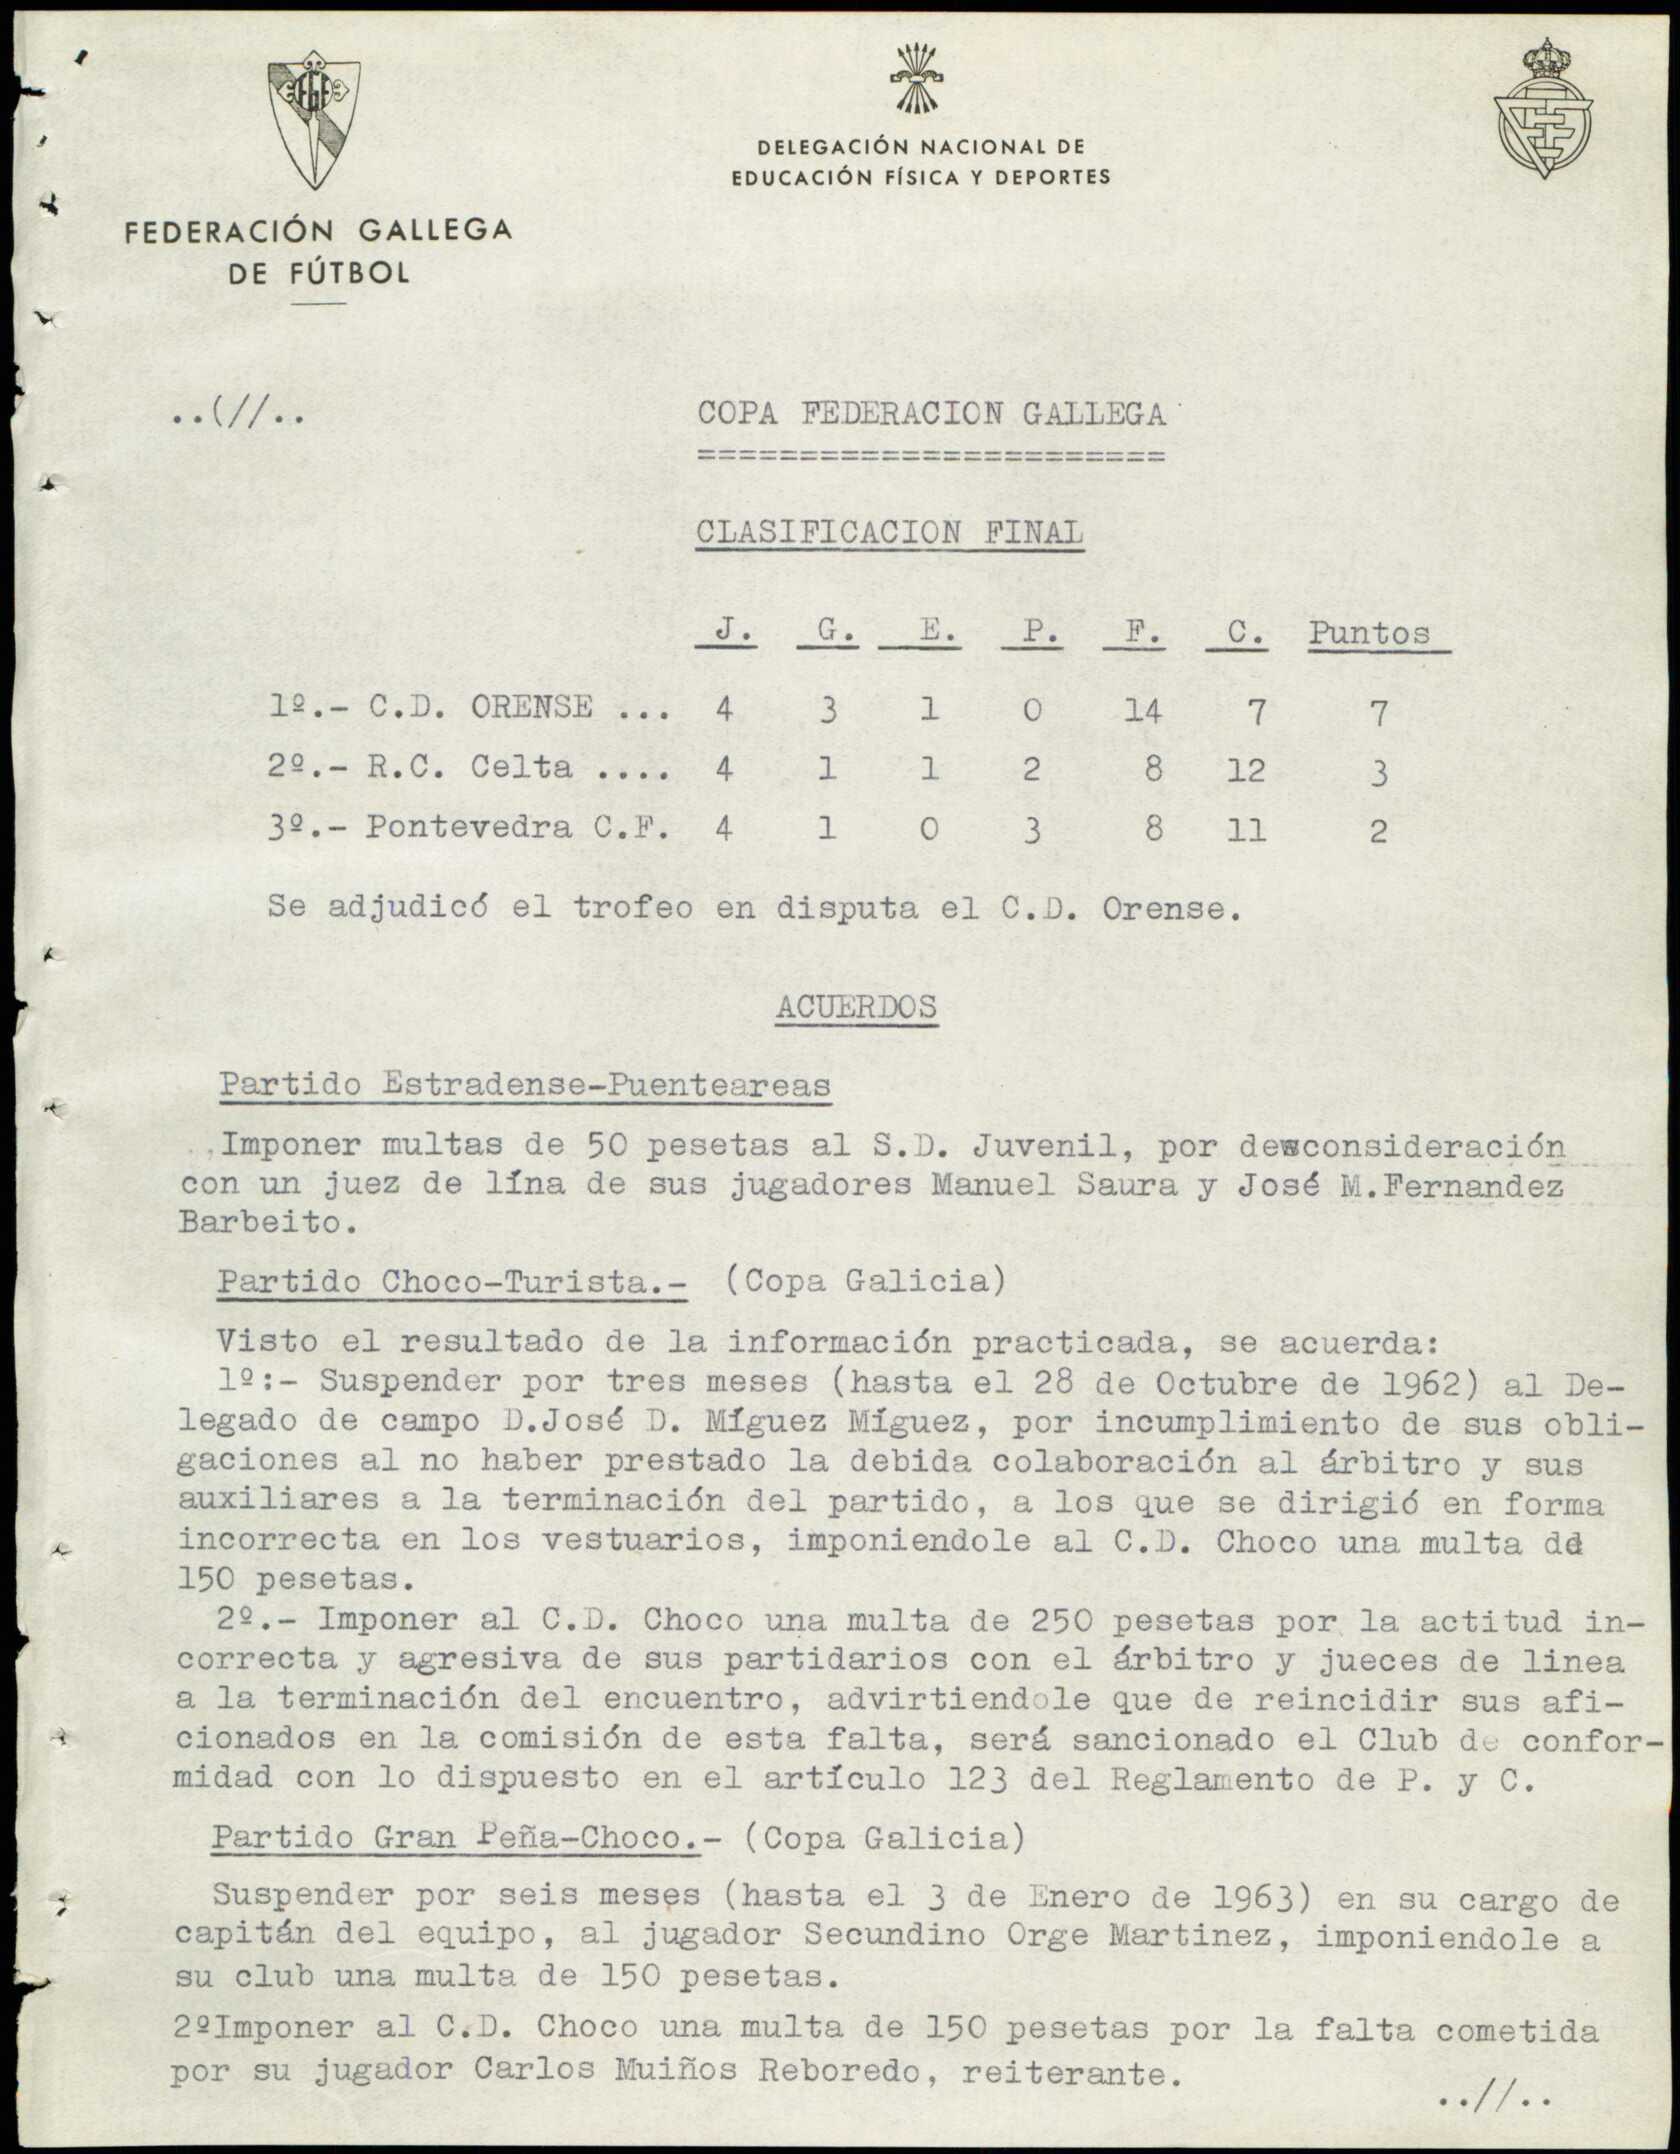 DELEGACIÓN NACIONAL DE
EDUCACIÓN FÍSICA Y DEPORTES
FEDERACIÓN GALLEGA
DE FÚTBOL
..(//..
COPA FEDERACION GALLEGA
=======================
CLASIFICACION FINAL
J. G. E. P. F. C. Puntos
1º.- C.D. ORENSE ... 4 3 1 0 14 7 7
2º.- R.C. Celta .... 4 1 1 2 8 12 3
3º.- Pontevedra C.F. 4 1 0 3 8 11 2
Se adjudicó el trofeo en disputa el C.D. Orense.
ACUERDOS
Partido Estradense-Puenteareas
Imponer multas de 50 pesetas al S.D. Juvenil, por desconsideración
con un juez de lína de sus jugadores Manuel Saura y José M.Fernandez
Barbeito.
Partido Choco-Turista.- (Copa Galicia)
Visto el resultado de la información practicada, se acuerda:
1º:- Suspender por tres meses (hasta el 28 de Octubre de 1962) al De-
legado de campo D.José D. Míguez Míguez, por incumplimiento de sus obli-
gaciones al no haber prestado la debida colaboración al árbitro y sus
auxiliares a la terminación del partido, a los que se dirigió en forma
incorrecta en los vestuarios, imponiendole al C.D. Choco una multa dd
150 pesetas.
2º.- Imponer al C.D. Choco una multa de 250 pesetas por la actitud in-
correcta y agresiva de sus partidarios con el árbitro y jueces de linea
a la terminación del encuentro, advirtiendole que de reincidir sus afi-
cionados en la comisión de esta falta, será sancionado el Club de confor-
midad con lo dispuesto en el artículo 123 del Reglamento de P. y C.
Partido Gran Peña-Choco.- (Copa Galicia)
Suspender por seis meses (hasta el 3 de Enero de 1963) en su cargo de
capitán del equipo, al jugador Secundino Orge Martinez, imponiendole a
su club una multa de 150 pesetas.
2ºImponer al C.D. Choco una multa de 150 pesetas por la falta cometida
por su jugador Carlos Muiños Reboredo, reiterante.
..//..